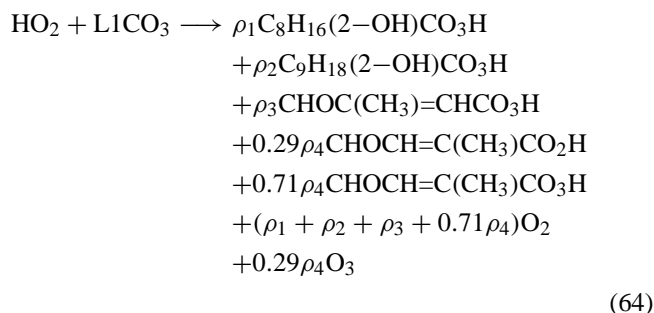 HO₂ + L1CO₃ ⟶ ρ₁C₈H₁₆(2−OH)CO₃H
+ρ₂C₉H₁₈(2−OH)CO₃H
+ρ₃CHOC(CH₃)=CHCO₃H
+0.29ρ₄CHOCH=C(CH₃)CO₂H
+0.71ρ₄CHOCH=C(CH₃)CO₃H
+(ρ₁ + ρ₂ + ρ₃ + 0.71ρ₄)O₂
+0.29ρ₄O₃
(64)